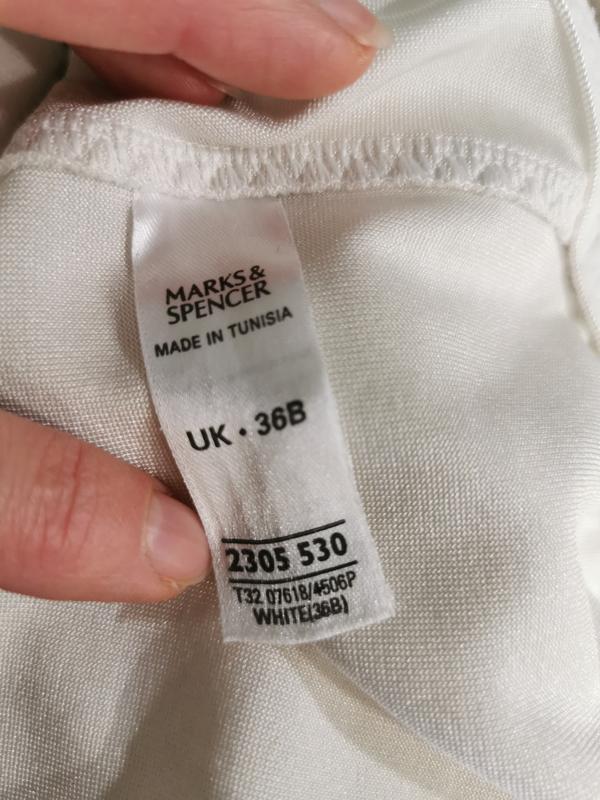 MARKS &
SPENCER
MADE IN TUNISIA
UK • 36B
2305 530
T32 07618/4506P
WHITE(36B)